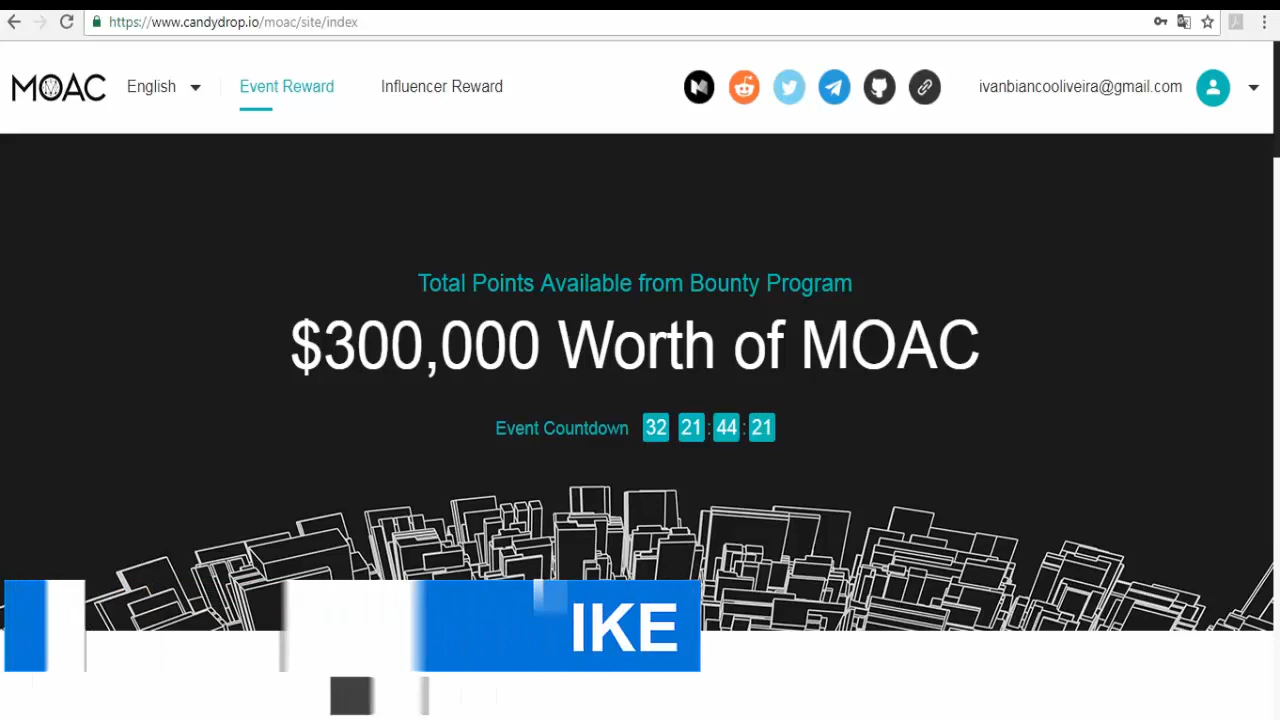 https://www.candydrop.io/moac/site/index
MOAC English Event Reward Influencer Reward ivanbiancooliveira@gmail.com
Total Points Available from Bounty Program
$300,000 Worth of MOAC
Event Countdown 32 21 : 44 : 21
IKE